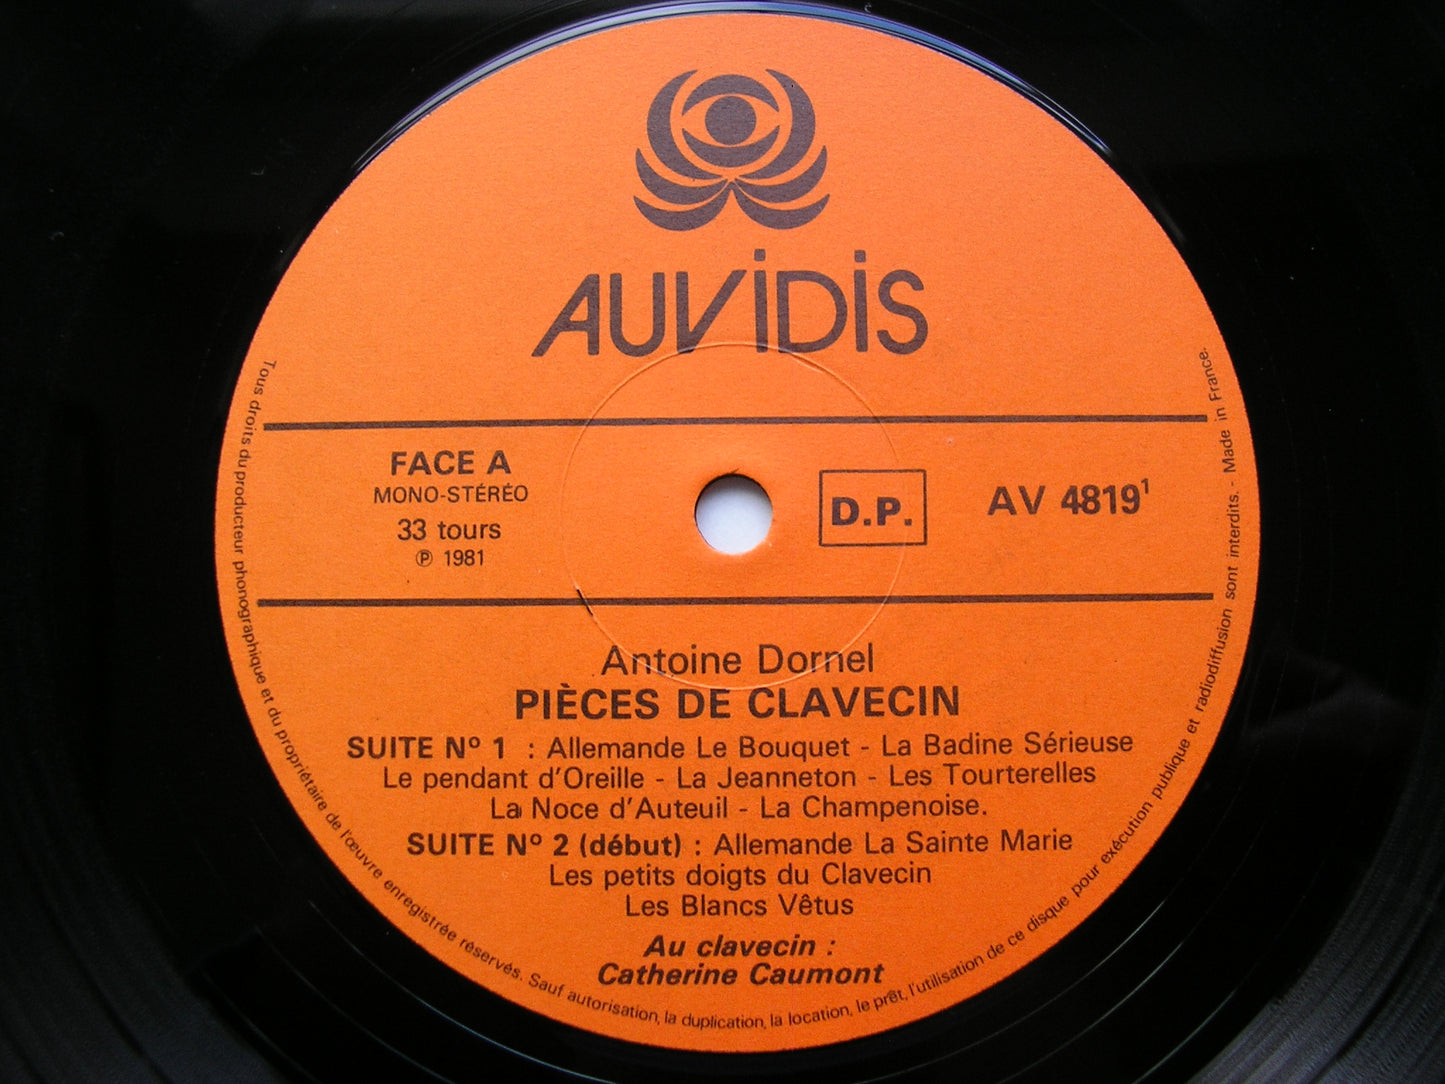 AUViDiS
FACE A
MONO-STÉRÉO
33 tours
℗ 1981
D.P.
AV 4819¹
Antoine Dornel
PIÈCES DE CLAVECIN
SUITE Nº 1 : Allemande Le Bouquet - La Badine Sérieuse
Le pendant d'Oreille - La Jeanneton - Les Tourterelles
La Noce d'Auteuil - La Champenoise.
SUITE Nº 2 (début) : Allemande La Sainte Marie
Les petits doigts du Clavecin
Les Blancs Vêtus
Au clavecin :
Catherine Caumont
Tous droits du producteur phonographique et du propriétaire de l'œuvre enregistrée réservés. Sauf autorisation, la duplication, la location, le prêt, l'utilisation de ce disque pour exécution publique et radiodiffusion sont interdits. - Made in France.